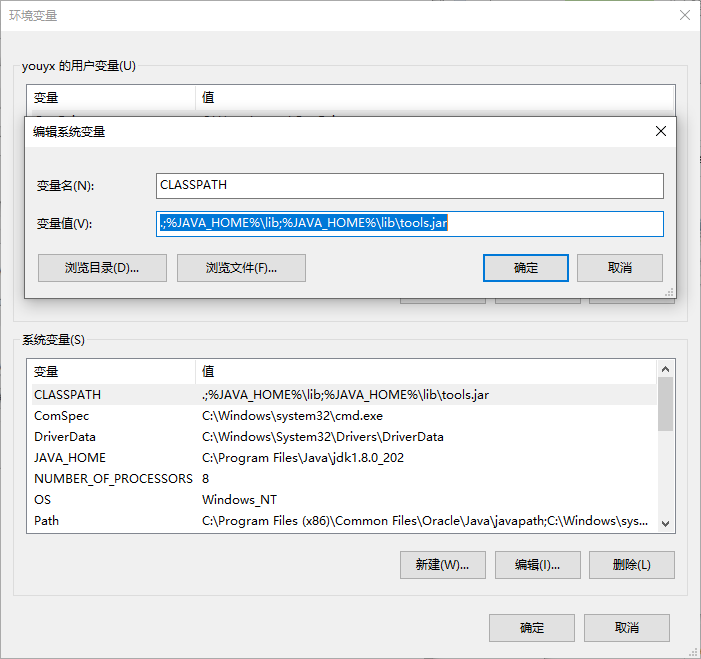 环境变量
youyx 的用户变量(U)
变量 值
编辑系统变量
变量名(N): CLASSPATH
变量值(V): .;%JAVA_HOME%\lib;%JAVA_HOME%\lib\tools.jar
浏览目录(D)... 浏览文件(F)... 确定 取消
系统变量(S)
变量 值
CLASSPATH .;%JAVA_HOME%\lib;%JAVA_HOME%\lib\tools.jar
ComSpec C:\Windows\system32\cmd.exe
DriverData C:\Windows\System32\Drivers\DriverData
JAVA_HOME C:\Program Files\Java\jdk1.8.0_202
NUMBER_OF_PROCESSORS 8
OS Windows_NT
Path C:\Program Files (x86)\Common Files\Oracle\Java\javapath;C:\Windows\sys...
新建(W)... 编辑(I)... 删除(L)
确定 取消